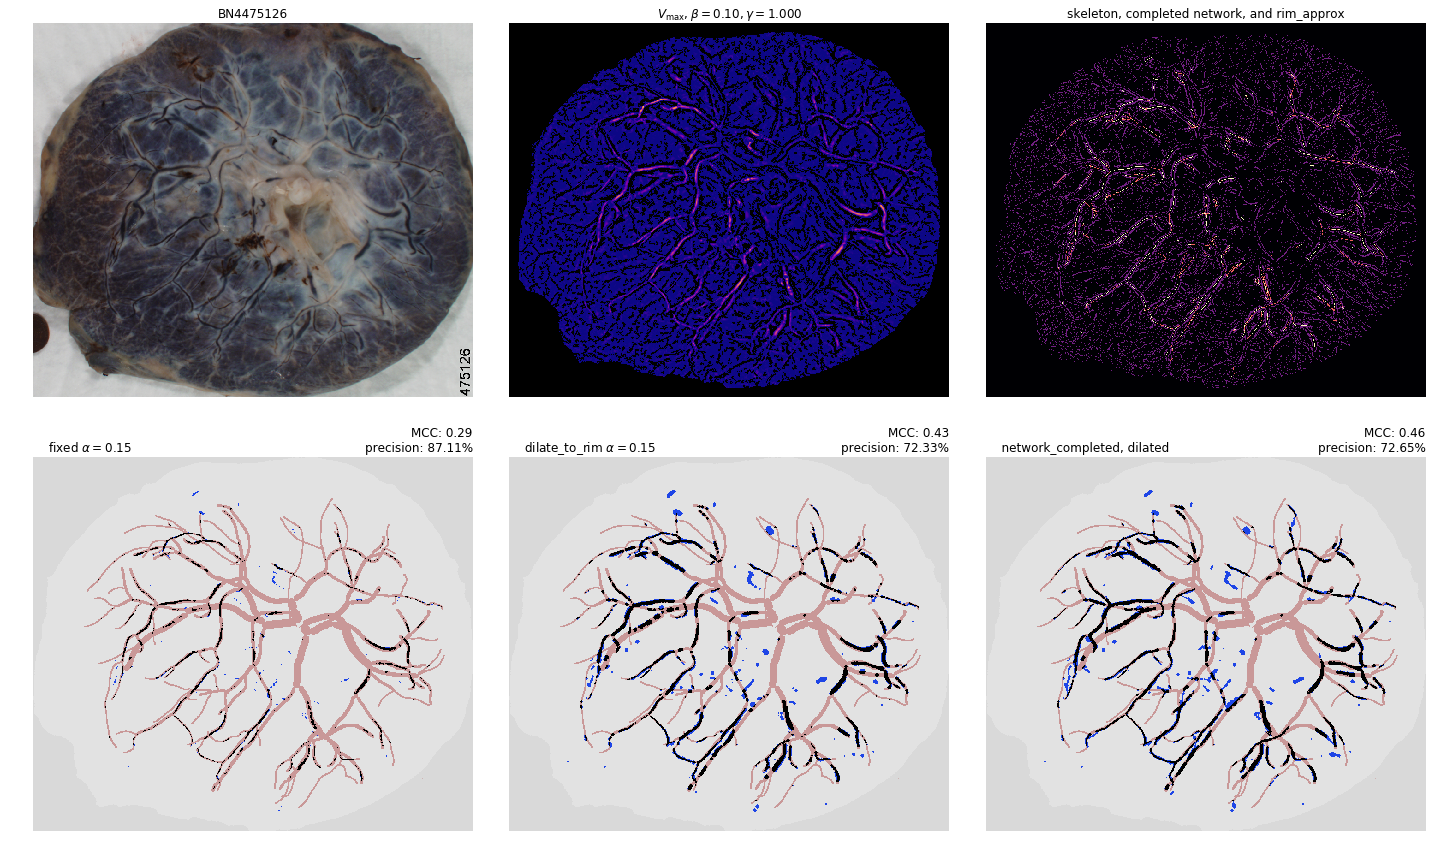 BN4475126
V_max, β = 0.10, γ = 1.000
skeleton, completed network, and rim_approx
475126
MCC: 0.29
fixed α = 0.15
precision: 87.11%
MCC: 0.43
dilate_to_rim α = 0.15
precision: 72.33%
MCC: 0.46
network_completed, dilated
precision: 72.65%